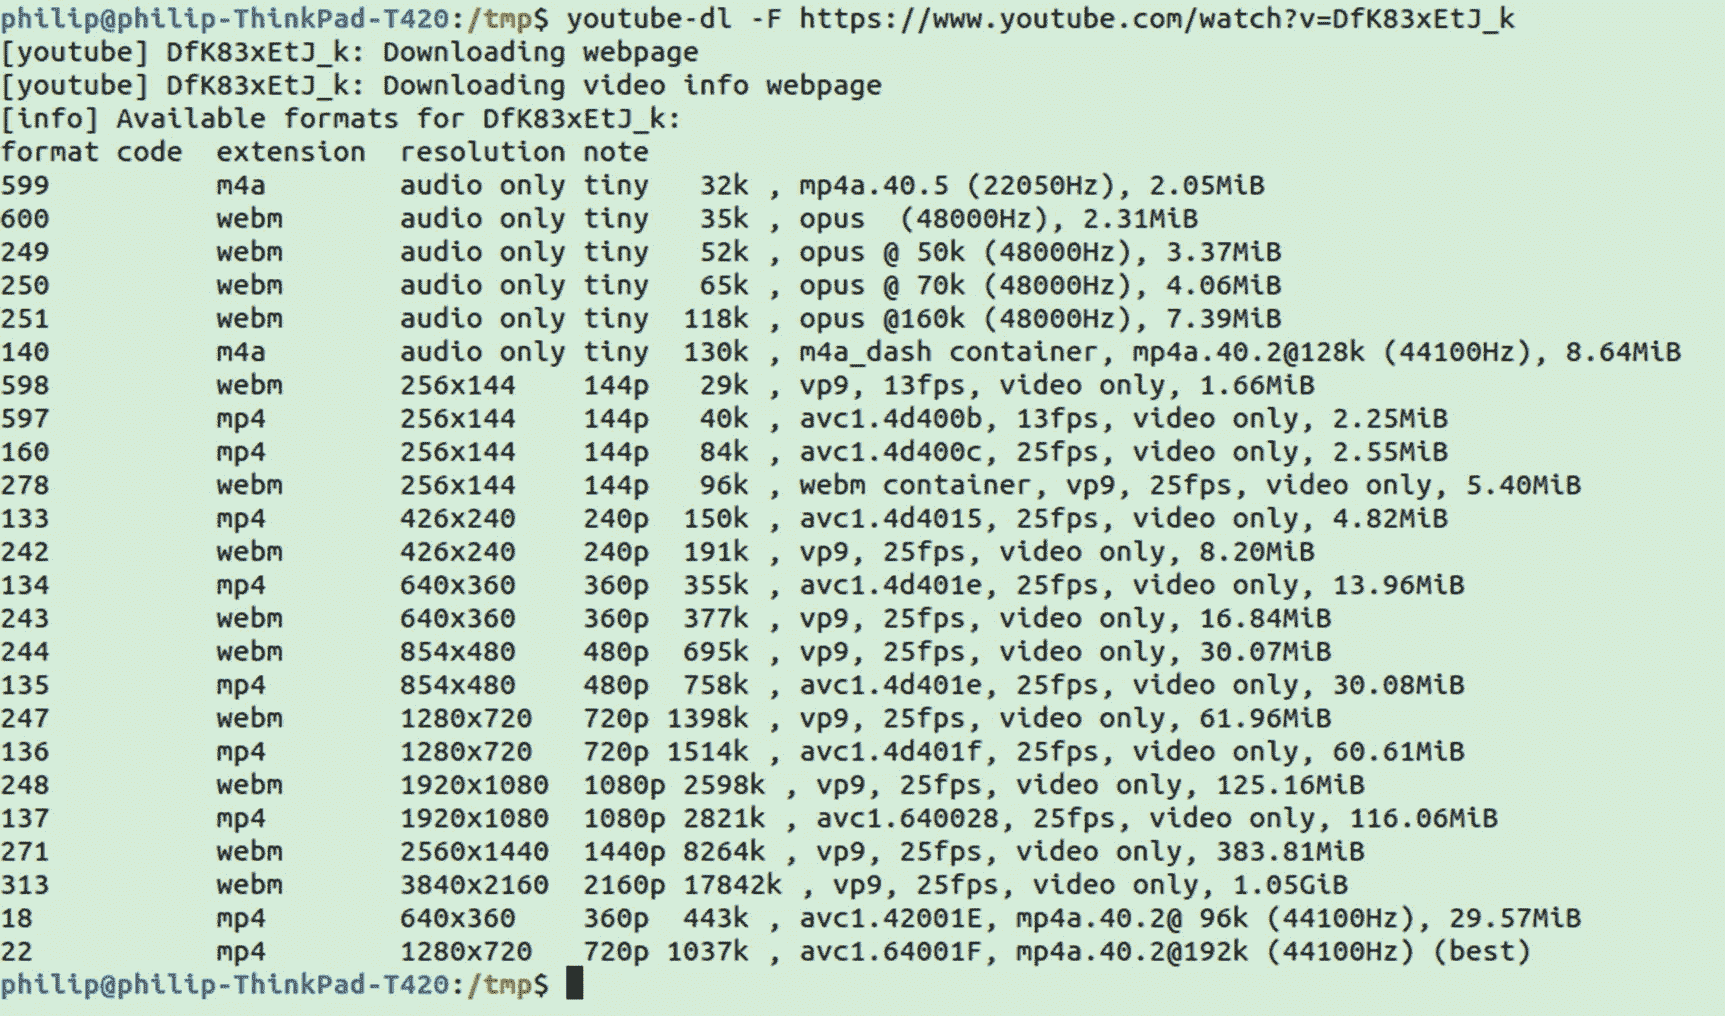 philip@philip-ThinkPad-T420:/tmp$ youtube-dl -F https://www.youtube.com/watch?v=DfK83xEtJ_k
[youtube] DfK83xEtJ_k: Downloading webpage
[youtube] DfK83xEtJ_k: Downloading video info webpage
[info] Available formats for DfK83xEtJ_k:
format code  extension  resolution note
599          m4a        audio only tiny   32k , mp4a.40.5 (22050Hz), 2.05MiB
600          webm       audio only tiny   35k , opus  (48000Hz), 2.31MiB
249          webm       audio only tiny   52k , opus @ 50k (48000Hz), 3.37MiB
250          webm       audio only tiny   65k , opus @ 70k (48000Hz), 4.06MiB
251          webm       audio only tiny  118k , opus @160k (48000Hz), 7.39MiB
140          m4a        audio only tiny  130k , m4a_dash container, mp4a.40.2@128k (44100Hz), 8.64MiB
598          webm       256x144    144p   29k , vp9, 13fps, video only, 1.66MiB
597          mp4        256x144    144p   40k , avc1.4d400b, 13fps, video only, 2.25MiB
160          mp4        256x144    144p   84k , avc1.4d400c, 25fps, video only, 2.55MiB
278          webm       256x144    144p   96k , webm container, vp9, 25fps, video only, 5.40MiB
133          mp4        426x240    240p  150k , avc1.4d4015, 25fps, video only, 4.82MiB
242          webm       426x240    240p  191k , vp9, 25fps, video only, 8.20MiB
134          mp4        640x360    360p  355k , avc1.4d401e, 25fps, video only, 13.96MiB
243          webm       640x360    360p  377k , vp9, 25fps, video only, 16.84MiB
244          webm       854x480    480p  695k , vp9, 25fps, video only, 30.07MiB
135          mp4        854x480    480p  758k , avc1.4d401e, 25fps, video only, 30.08MiB
247          webm       1280x720   720p 1398k , vp9, 25fps, video only, 61.96MiB
136          mp4        1280x720   720p 1514k , avc1.4d401f, 25fps, video only, 60.61MiB
248          webm       1920x1080  1080p 2598k , vp9, 25fps, video only, 125.16MiB
137          mp4        1920x1080  1080p 2821k , avc1.640028, 25fps, video only, 116.06MiB
271          webm       2560x1440  1440p 8264k , vp9, 25fps, video only, 383.81MiB
313          webm       3840x2160  2160p 17842k , vp9, 25fps, video only, 1.05GiB
18           mp4        640x360    360p  443k , avc1.42001E, mp4a.40.2@ 96k (44100Hz), 29.57MiB
22           mp4        1280x720   720p 1037k , avc1.64001F, mp4a.40.2@192k (44100Hz) (best)
philip@philip-ThinkPad-T420:/tmp$